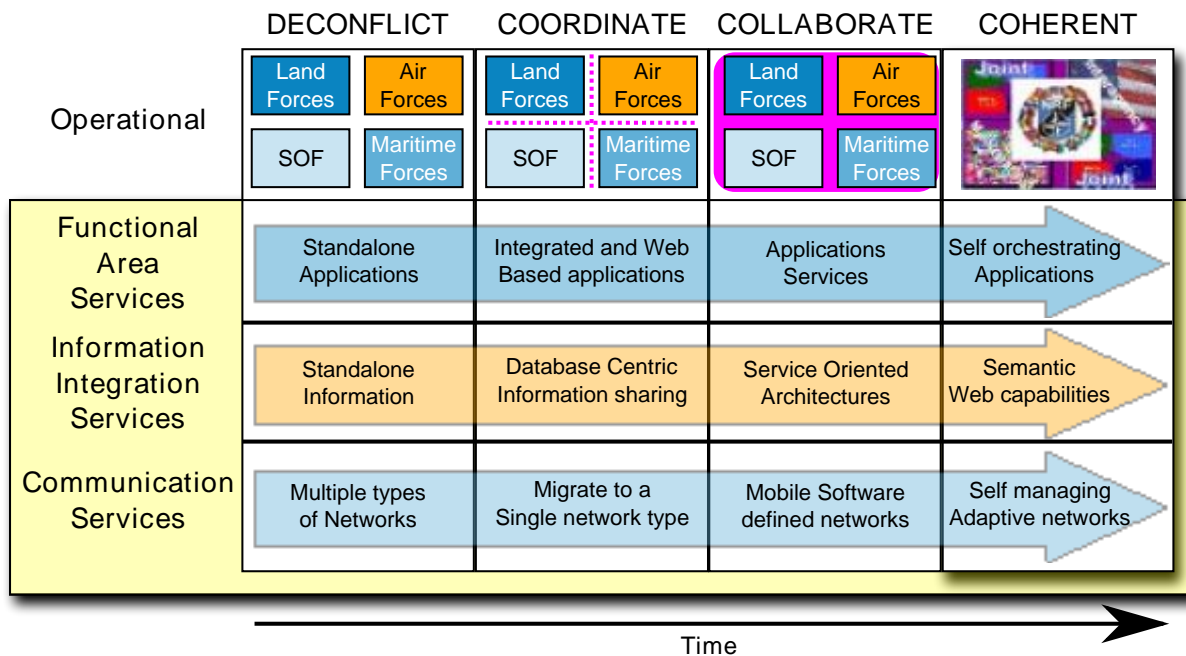 DECONFLICT COORDINATE COLLABORATE COHERENT
Operational
Land
Forces
Air
Forces
SOF
Maritime
Forces
Land
Forces
Air
Forces
SOF
Maritime
Forces
Land
Forces
Air
Forces
SOF
Maritime
Forces
Joint
Joint
Functional
Area
Services
Standalone
Applications
Integrated and Web
Based applications
Applications
Services
Self orchestrating
Applications
Information
Integration
Services
Standalone
Information
Database Centric
Information sharing
Service Oriented
Architectures
Semantic
Web capabilities
Communication
Services
Multiple types
of Networks
Migrate to a
Single network type
Mobile Software
defined networks
Self managing
Adaptive networks
Time